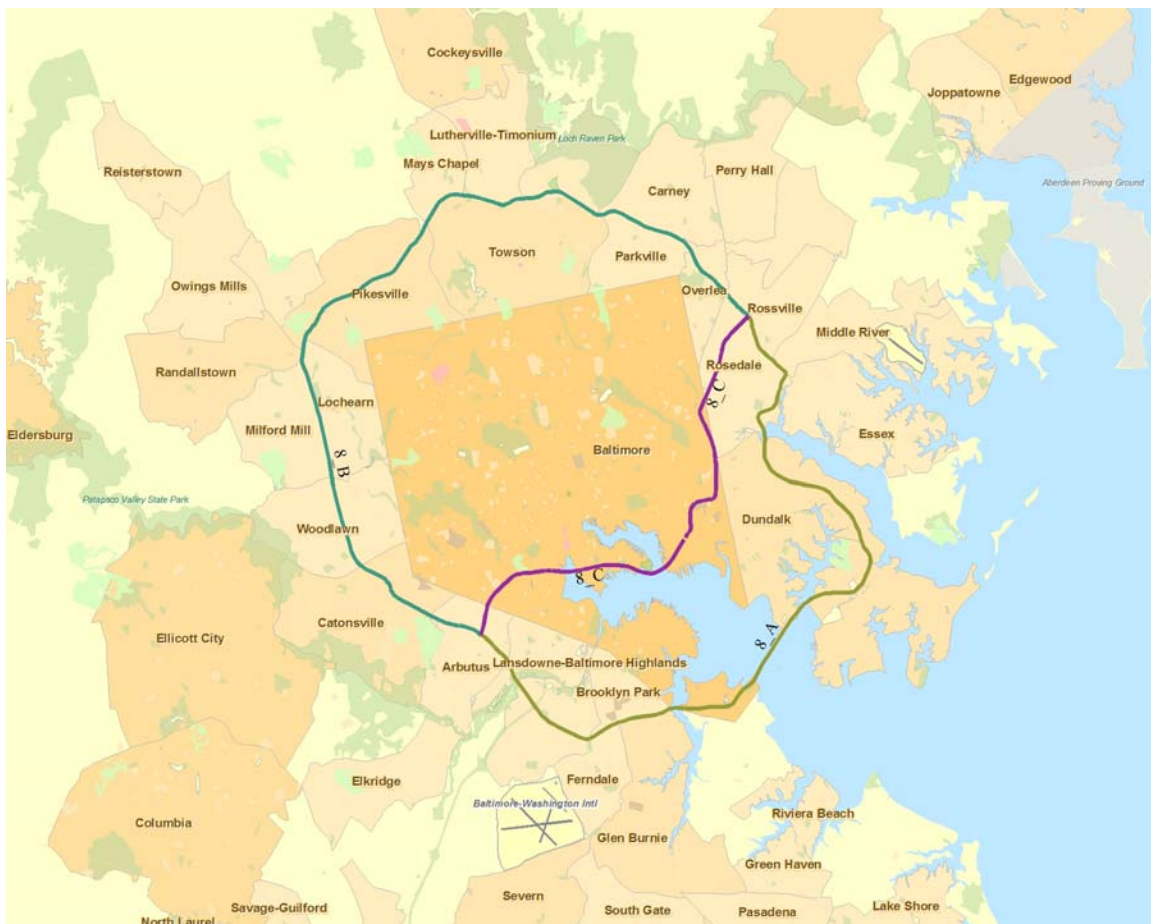 Cockeysville
Edgewood
Joppatowne
Lutherville-Timonium
Loch Raven Park
Mays Chapel
Reisterstown
Perry Hall
Carney
Aberdeen Proving Ground
Towson
Parkville
Owings Mills
Pikesville
Overlea
Rossville
Middle River
Rosedale
Randallstown
8_C
Lochearn
Milford Mill
Eldersburg
Essex
Baltimore
8_B
Patapsco Valley State Park
Dundalk
Woodlawn
8_C
Catonsville
Ellicott City
8_A
Arbutus
Lansdowne-Baltimore Highlands
Brooklyn Park
Elkridge
Ferndale
Baltimore-Washington Intl
Columbia
Riviera Beach
Glen Burnie
Green Haven
Severn
Savage-Guilford
South Gate
Pasadena
Lake Shore
North Laurel